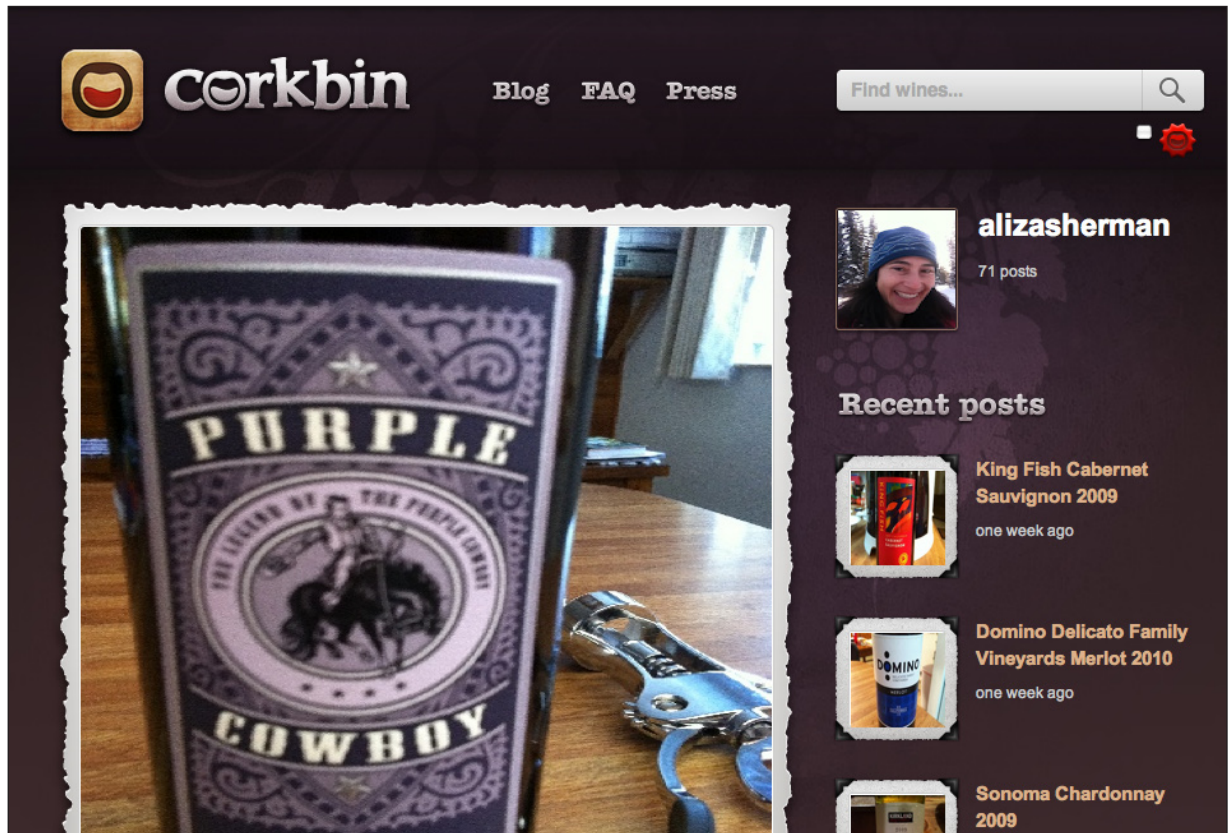 corkbin
Blog FAQ Press
Find wines...
PURPLE
THE LEGEND OF THE PURPLE COWBOY
COWBOY
alizasherman
71 posts
Recent posts
King Fish Cabernet
Sauvignon 2009
one week ago
DOMINO
Domino Delicato Family
Vineyards Merlot 2010
one week ago
KIRKLAND
Sonoma Chardonnay
2009